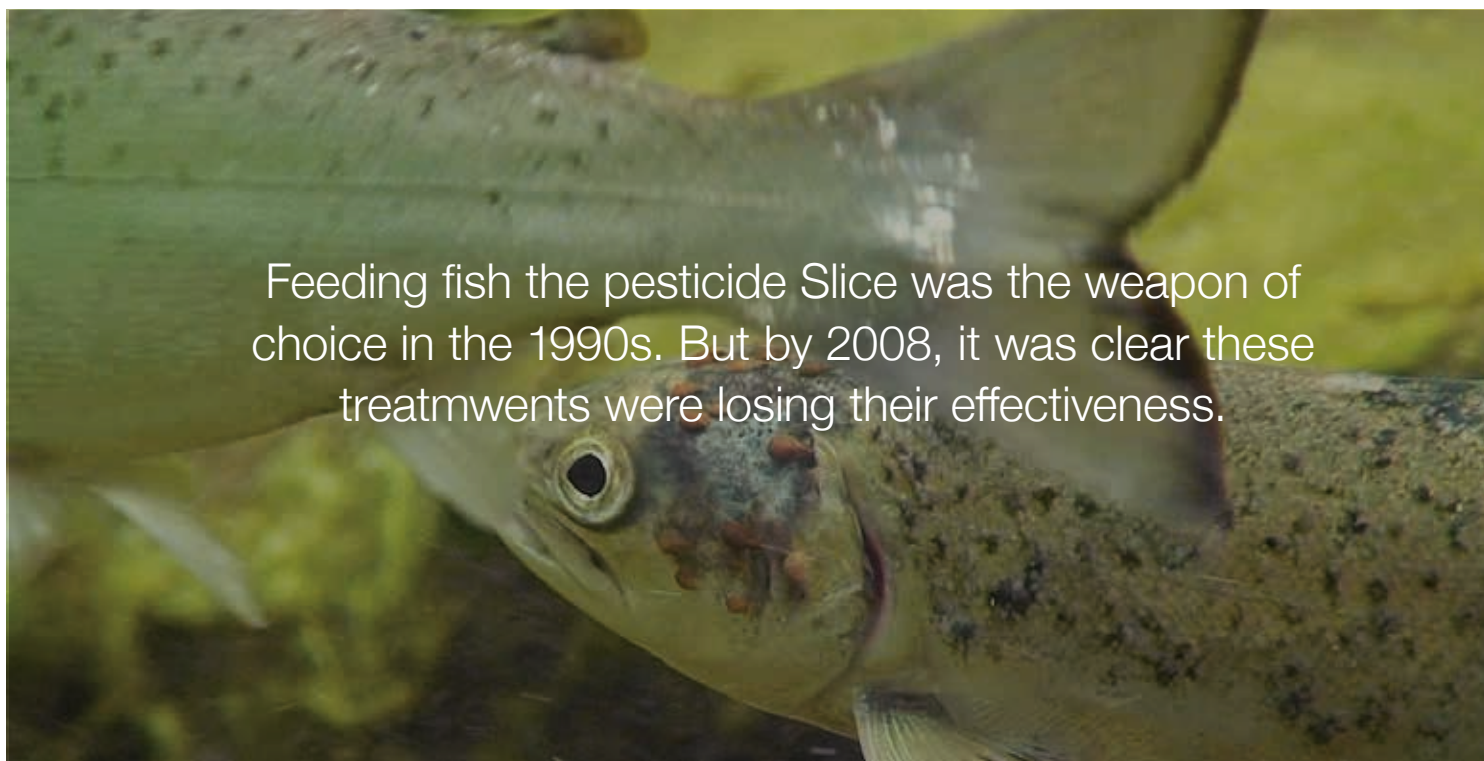 Feeding fish the pesticide Slice was the weapon of
choice in the 1990s. But by 2008, it was clear these
treatmwents were losing their effectiveness.